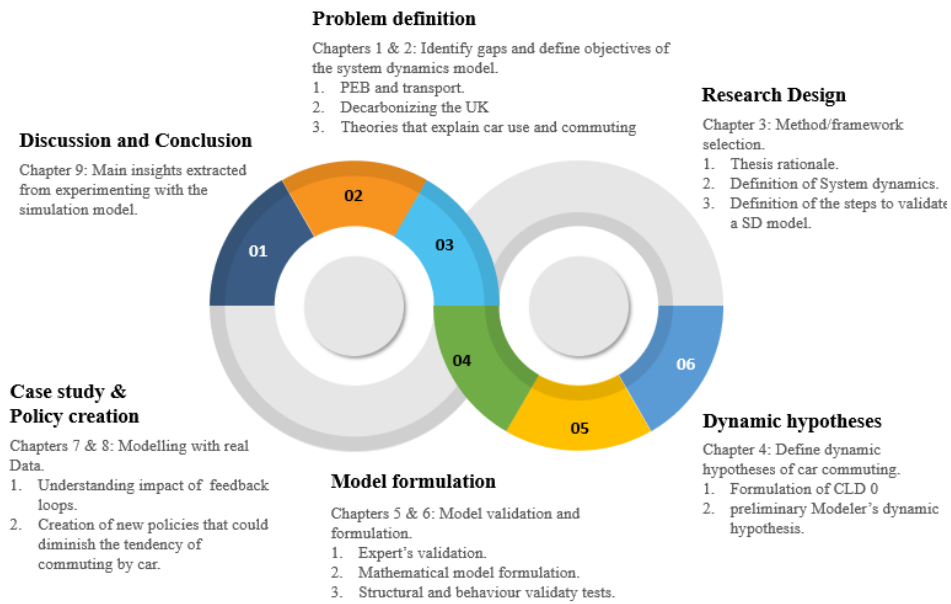 Problem definition
Chapters 1 & 2: Identify gaps and define objectives of
the system dynamics model.
1. PEB and transport.
2. Decarbonizing the UK
3. Theories that explain car use and commuting
Research Design
Chapter 3: Method/framework
selection.
1. Thesis rationale.
2. Definition of System dynamics.
3. Definition of the steps to validate
a SD model.
Discussion and Conclusion
Chapter 9: Main insights extracted
from experimenting with the
simulation model.
01
02
03
04
05
06
Case study &
Policy creation
Chapters 7 & 8: Modelling with real
Data.
1. Understanding impact of feedback
loops.
2. Creation of new policies that could
diminish the tendency of
commuting by car.
Model formulation
Chapters 5 & 6: Model validation and
formulation.
1. Expert's validation.
2. Mathematical model formulation.
3. Structural and behaviour validaty tests.
Dynamic hypotheses
Chapter 4: Define dynamic
hypotheses of car commuting.
1. Formulation of CLD 0
2. preliminary Modeler's dynamic
hypothesis.